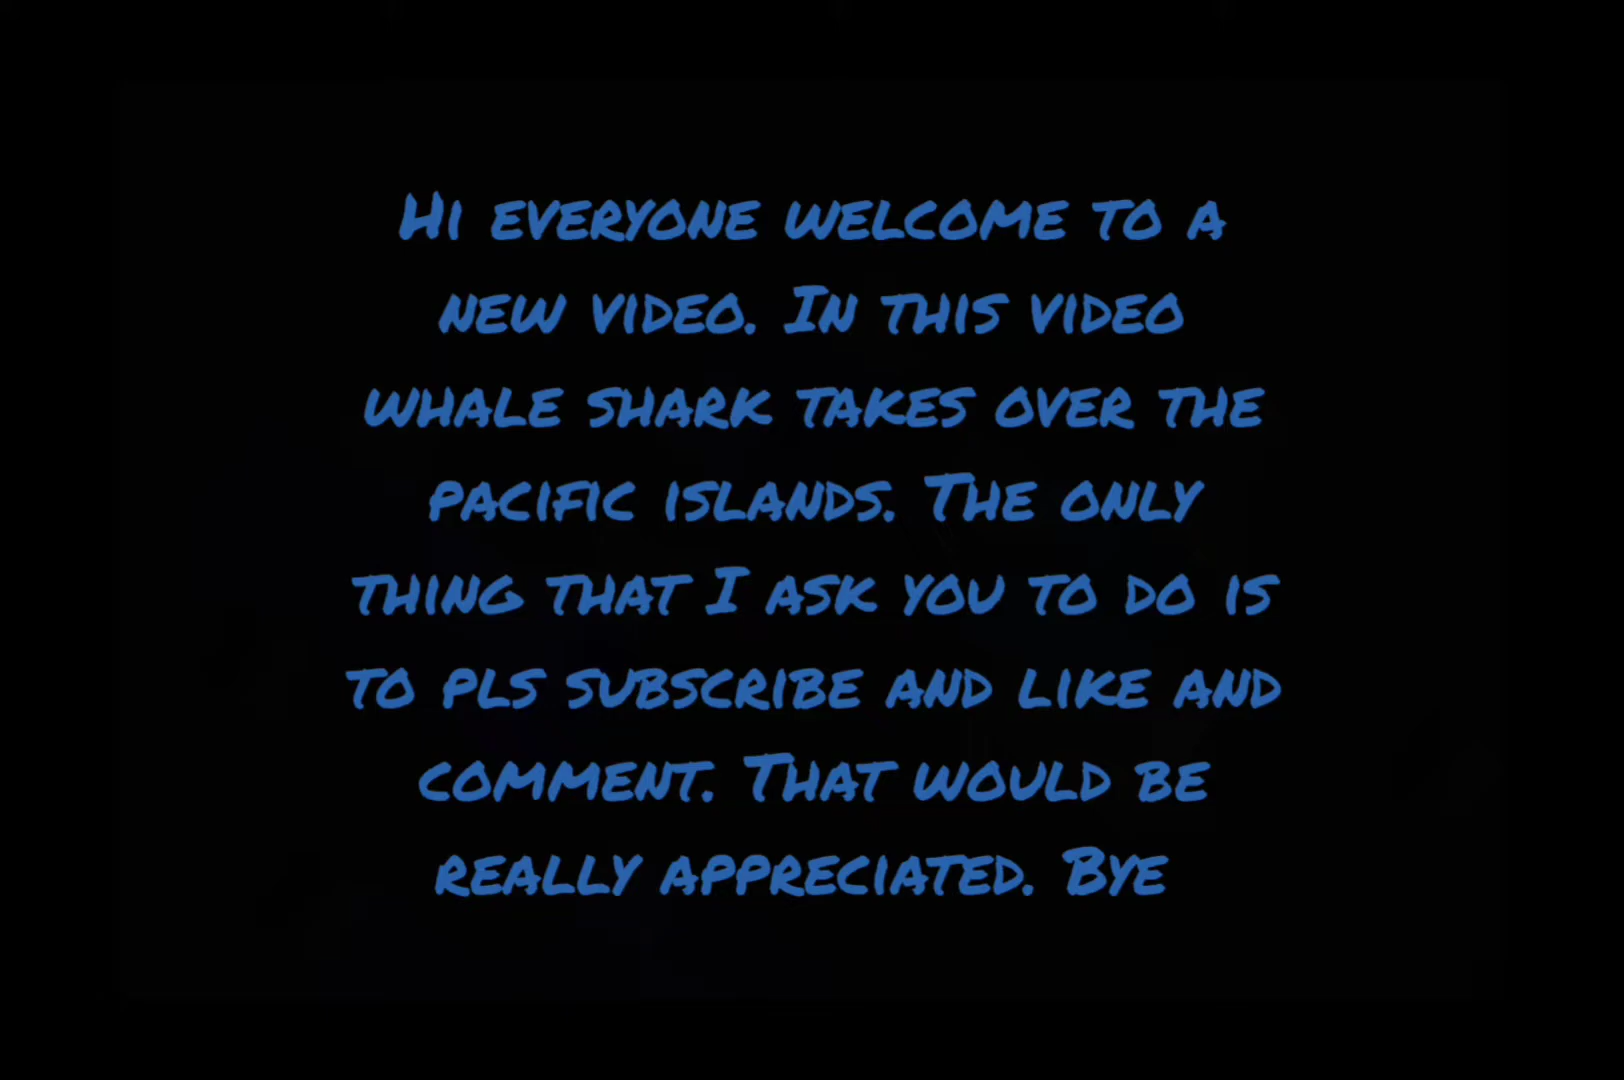 Hi everyone welcome to a
new video. In this video
whale shark takes over the
pacific islands. The only
thing that I ask you to do is
to pls subscribe and like and
comment. That would be
really appreciated. Bye